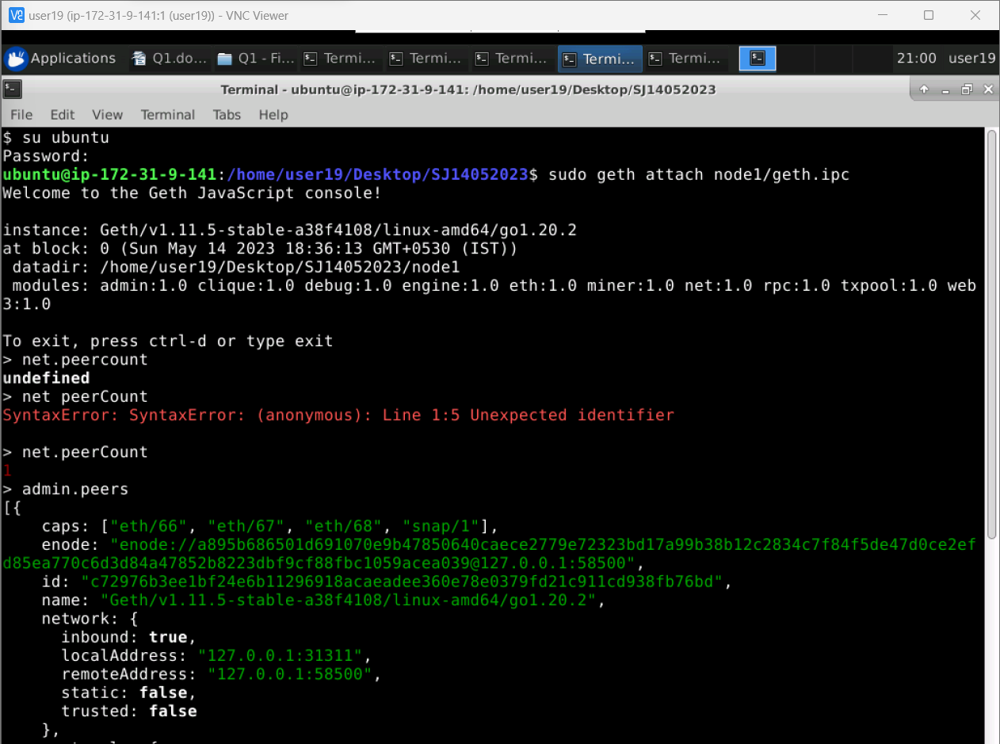 VE user19 (ip-172-31-9-141:1 (user19)) - VNC Viewer
Applications Q1.do... Q1 - Fi... Termi... Termi... Termi... Termi... Termi... 21:00 user19
Terminal - ubuntu@ip-172-31-9-141: /home/user19/Desktop/SJ14052023
File Edit View Terminal Tabs Help
$ su ubuntu
Password:
ubuntu@ip-172-31-9-141:/home/user19/Desktop/SJ14052023$ sudo geth attach node1/geth.ipc
Welcome to the Geth JavaScript console!
instance: Geth/v1.11.5-stable-a38f4108/linux-amd64/go1.20.2
at block: 0 (Sun May 14 2023 18:36:13 GMT+0530 (IST))
datadir: /home/user19/Desktop/SJ14052023/node1
modules: admin:1.0 clique:1.0 debug:1.0 engine:1.0 eth:1.0 miner:1.0 net:1.0 rpc:1.0 txpool:1.0 web
3:1.0
To exit, press ctrl-d or type exit
> net.peercount
undefined
> net peerCount
SyntaxError: SyntaxError: (anonymous): Line 1:5 Unexpected identifier
> net.peerCount
1
> admin.peers
[{
caps: ["eth/66", "eth/67", "eth/68", "snap/1"],
enode: "enode://a895b686501d691070e9b47850640caece2779e72323bd17a99b38b12c2834c7f84f5de47d0ce2ef
d85ea770c6d3d84a47852b8223dbf9cf88fbc1059acea039@127.0.0.1:58500",
id: "c72976b3ee1bf24e6b11296918acaeadee360e78e0379fd21c911cd938fb76bd",
name: "Geth/v1.11.5-stable-a38f4108/linux-amd64/go1.20.2",
network: {
inbound: true,
localAddress: "127.0.0.1:31311",
remoteAddress: "127.0.0.1:58500",
static: false,
trusted: false
},